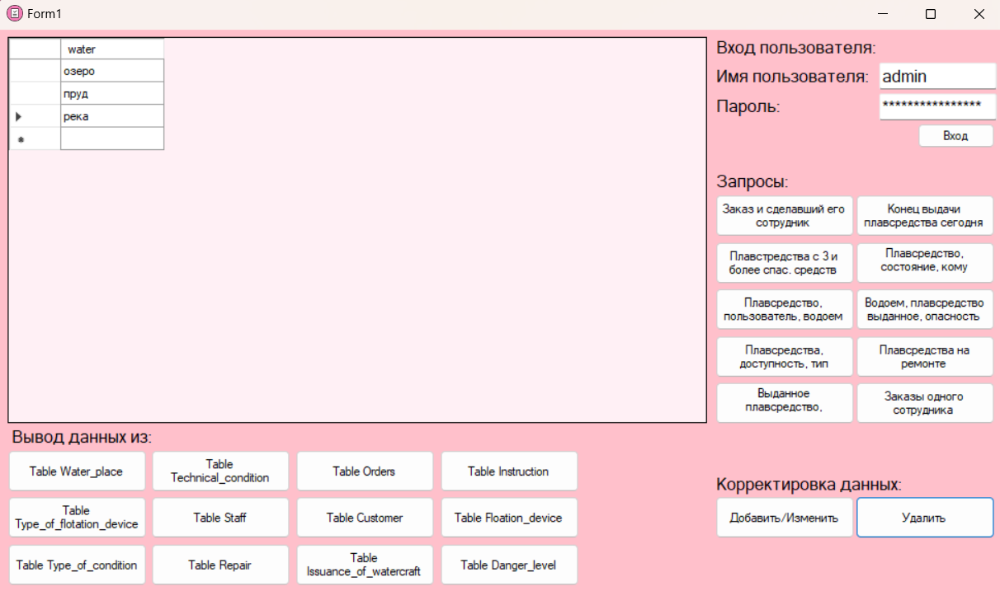 Form1
water
озеро
пруд
река
Вход пользователя:
Имя пользователя: admin
Пароль: ****************
Вход
Запросы:
Заказ и сделавший его
сотрудник
Конец выдачи
плавсредства сегодня
Плавстредства с 3 и
более спас. средств
Плавсредство,
состояние, кому
Плавсредство,
пользователь, водоем
Водоем, плавсредство
выданное, опасность
Плавсредства,
доступность, тип
Плавсредства на
ремонте
Выданное
плавсредство,
Заказы одного
сотрудника
Вывод данных из:
Table Water_place
Table
Technical_condition
Table Orders
Table Instruction
Table
Type_of_flotation_device
Table Staff
Table Customer
Table Floation_device
Table Type_of_condition
Table Repair
Table
Issuance_of_watercraft
Table Danger_level
Корректировка данных:
Добавить/Изменить
Удалить